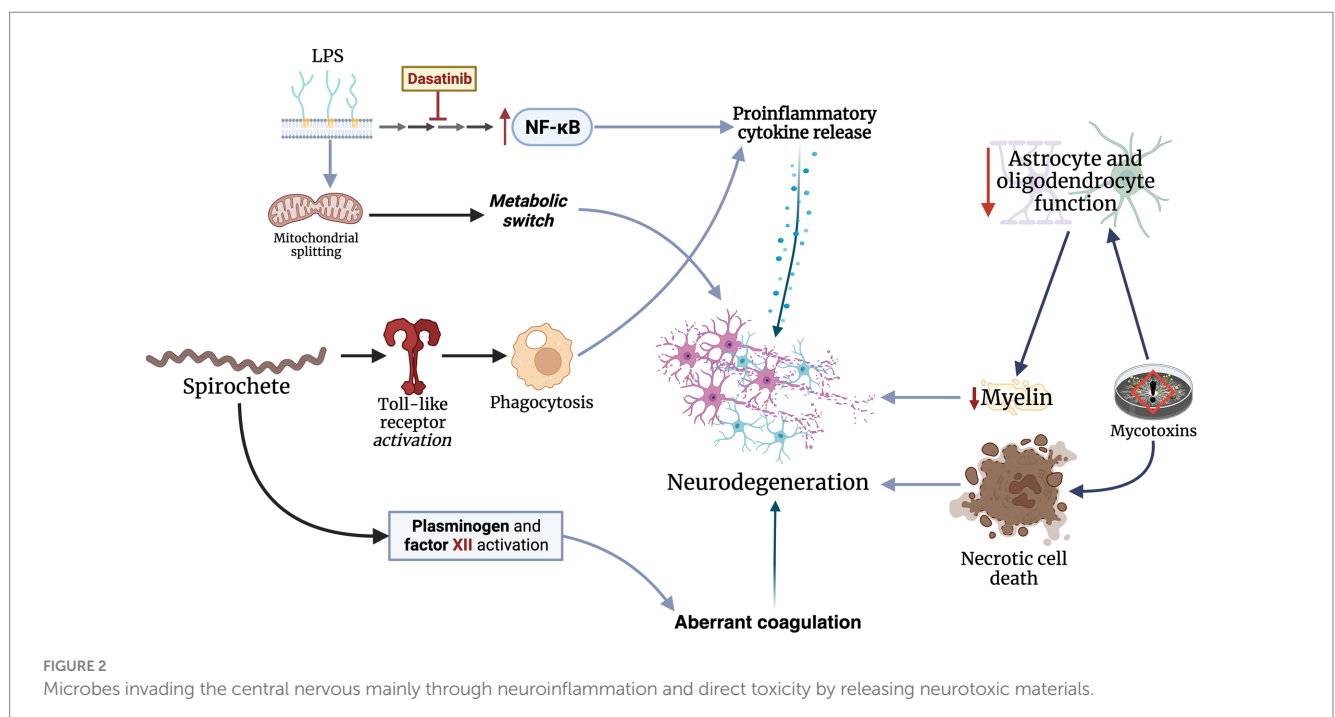 LPS
Dasatinib
NF-κB
Proinflammatory
cytokine release
Astrocyte and
oligodendrocyte
function
Metabolic
switch
Mitochondrial
splitting
Spirochete
Toll-like
receptor
activation
Phagocytosis
Myelin
!
Mycotoxins
Neurodegeneration
Plasminogen and
factor XII activation
Necrotic cell
death
Aberrant coagulation
FIGURE 2
Microbes invading the central nervous mainly through neuroinflammation and direct toxicity by releasing neurotoxic materials.